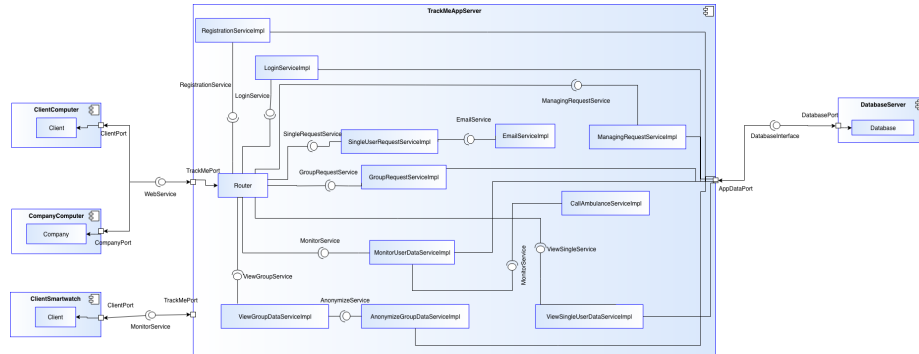 TrackMeAppServer
RegistrationServiceImpl
LoginServiceImpl
RegistrationService
LoginService
ManagingRequestService
ClientComputer
Client
ClientPort
DatabaseServer
Database
DatabasePort
DatabaseInterface
EmailService
SingleRequestService
SingleUserRequestServiceImpl
EmailServiceImpl
ManagingRequestServiceImpl
TrackMePort
WebService
Router
GroupRequestService
GroupRequestServiceImpl
AppDataPort
CallAmbulanceServiceImpl
CompanyComputer
Company
CompanyPort
MonitorService
MonitorUserDataServiceImpl
MonitorService
ViewSingleService
ViewGroupService
ClientSmartwatch
Client
ClientPort
TrackMePort
MonitorService
AnonymizeService
ViewGroupDataServiceImpl
AnonymizeGroupDataServiceImpl
ViewSingleUserDataServiceImpl